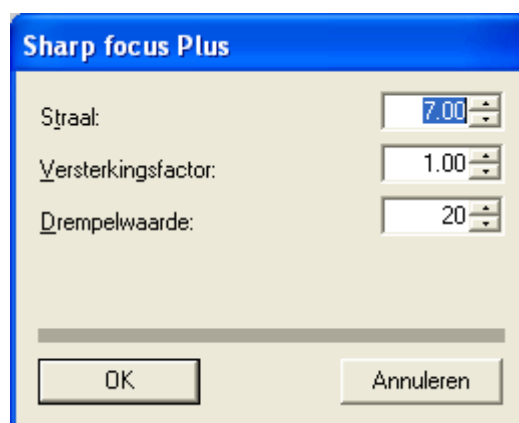 Sharp focus Plus
Straal: 7.00
Versterkingsfactor: 1.00
Drempelwaarde: 20
OK Annuleren